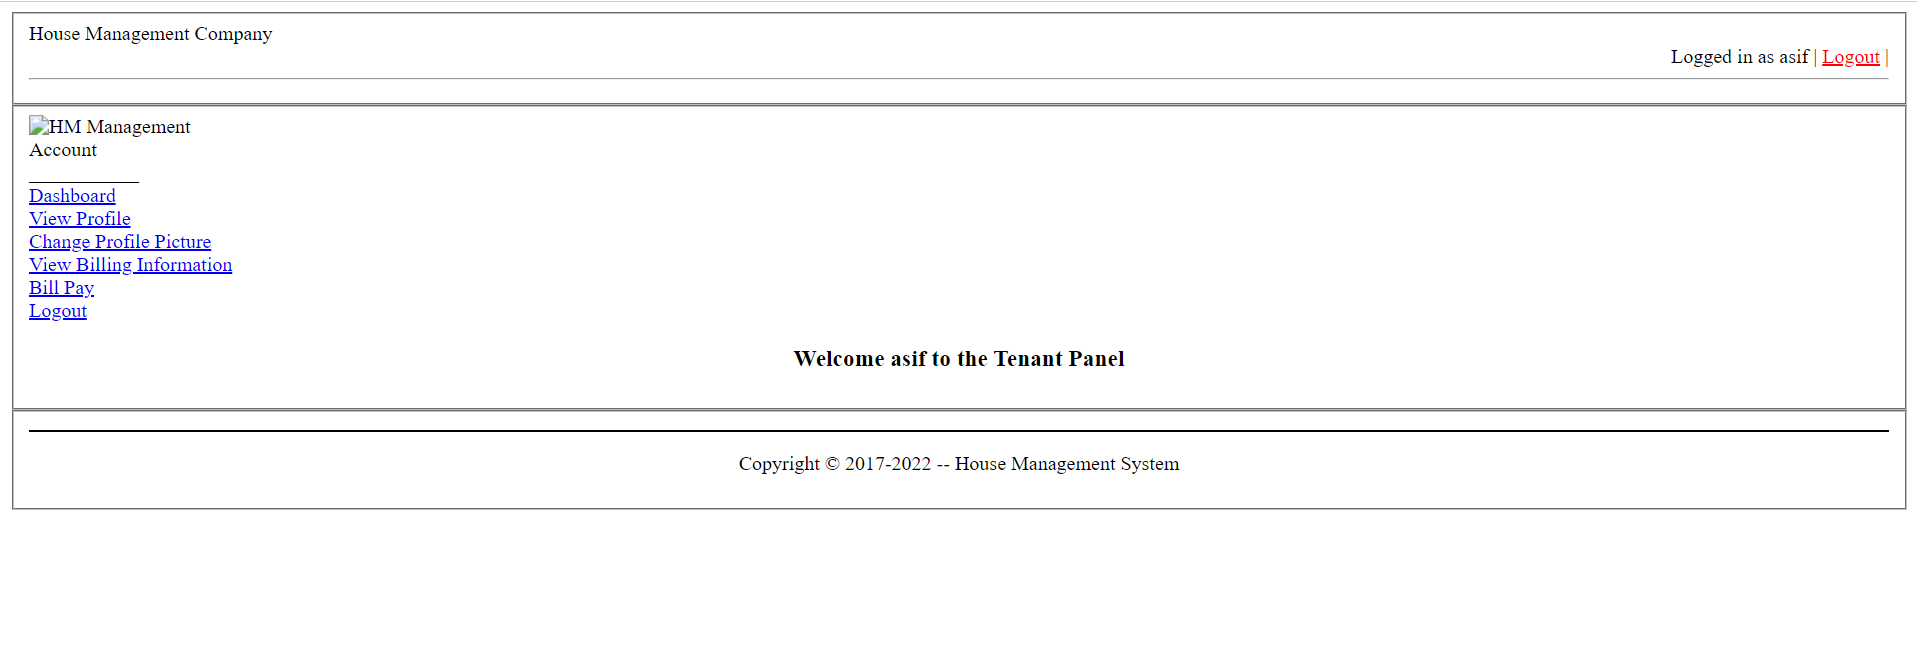 House Management Company
Logged in as asif | Logout |
HM Management
Account
___________
Dashboard
View Profile
Change Profile Picture
View Billing Information
Bill Pay
Logout
Welcome asif to the Tenant Panel
Copyright © 2017-2022 -- House Management System